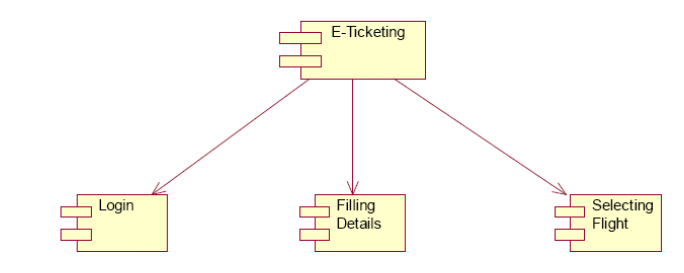 E-Ticketing
Login
Filling
Details
Selecting
Flight